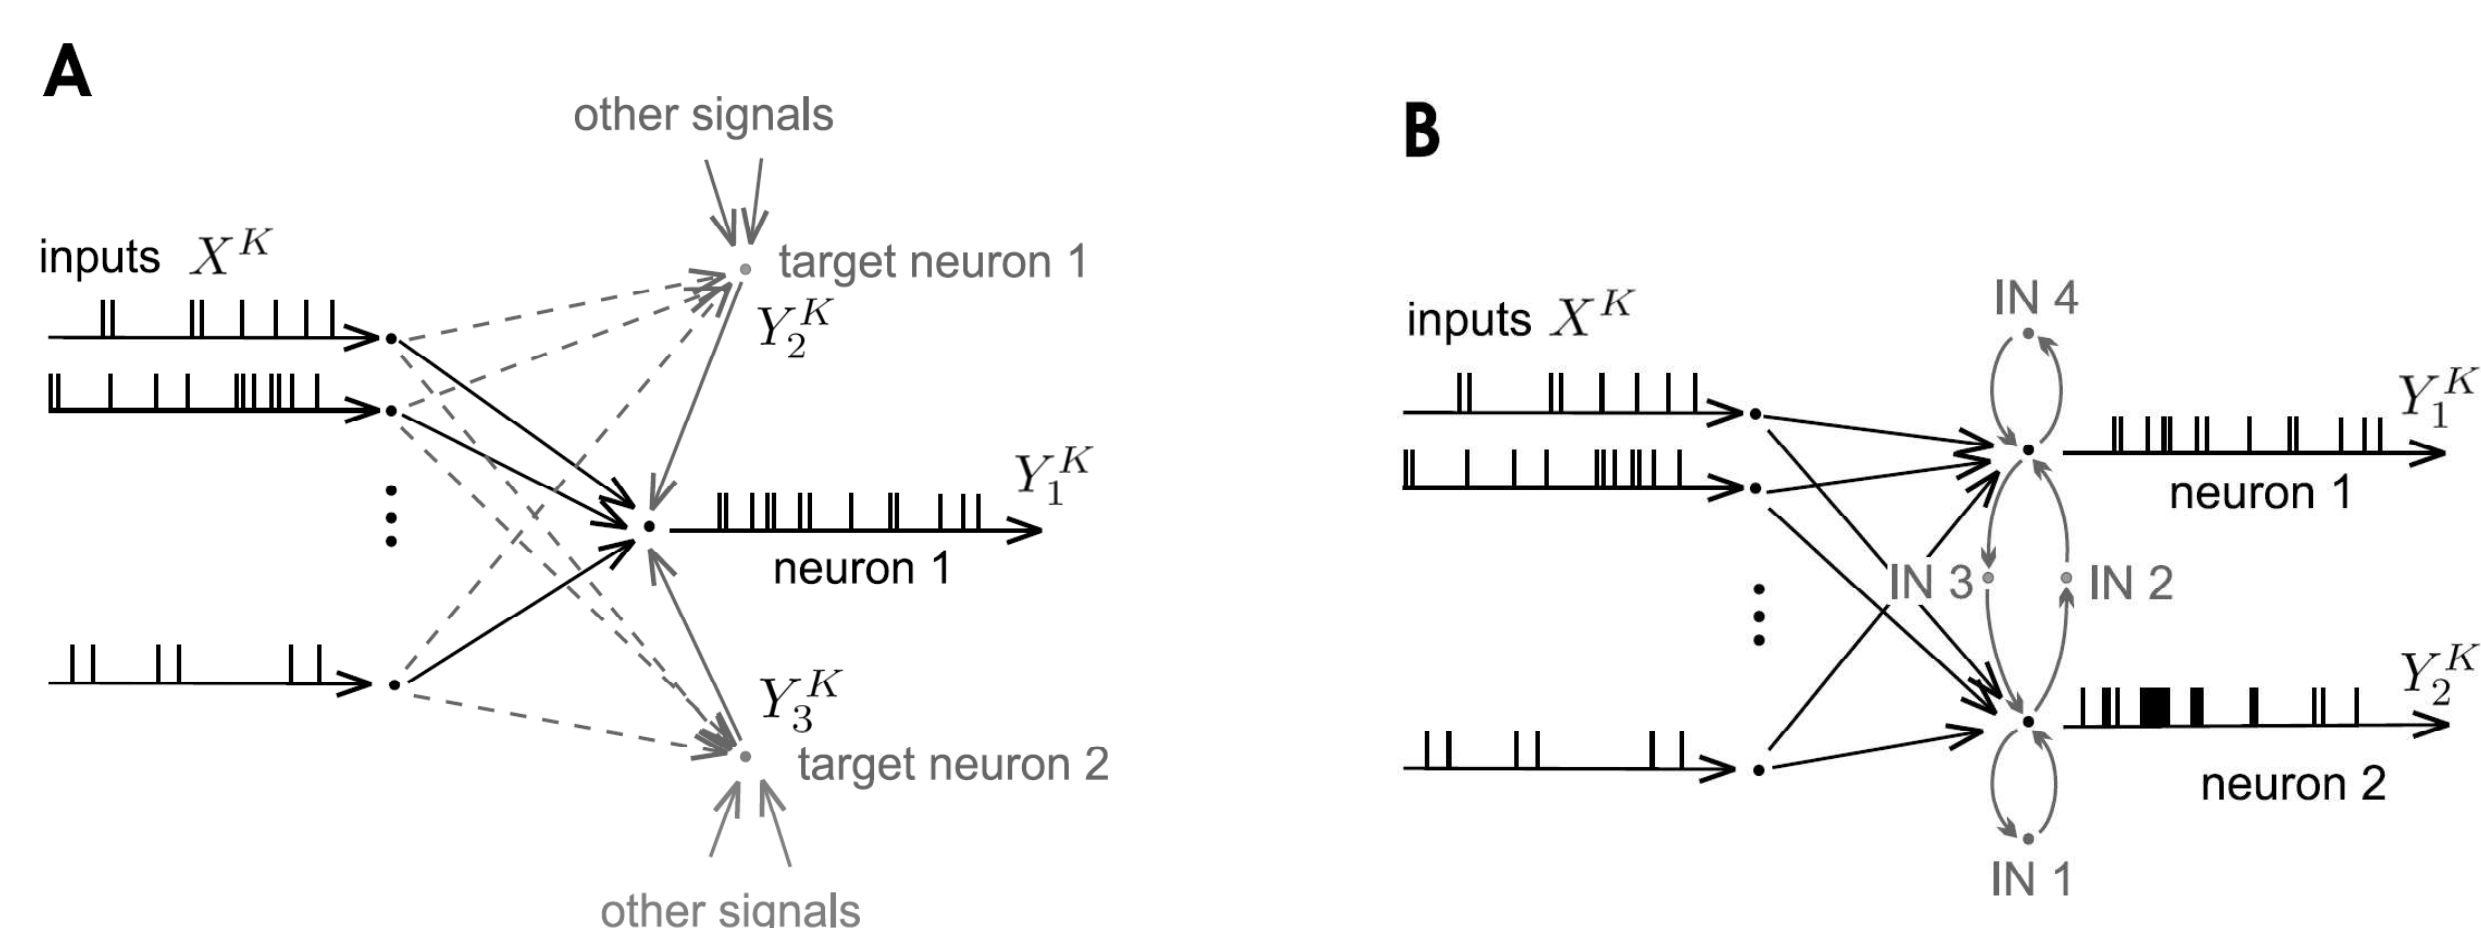 A
other signals
inputs X^K
target neuron 1
Y_2^K
Y_1^K
neuron 1
Y_3^K
target neuron 2
other signals
B
inputs X^K
IN 4
Y_1^K
neuron 1
IN 3
IN 2
Y_2^K
neuron 2
IN 1